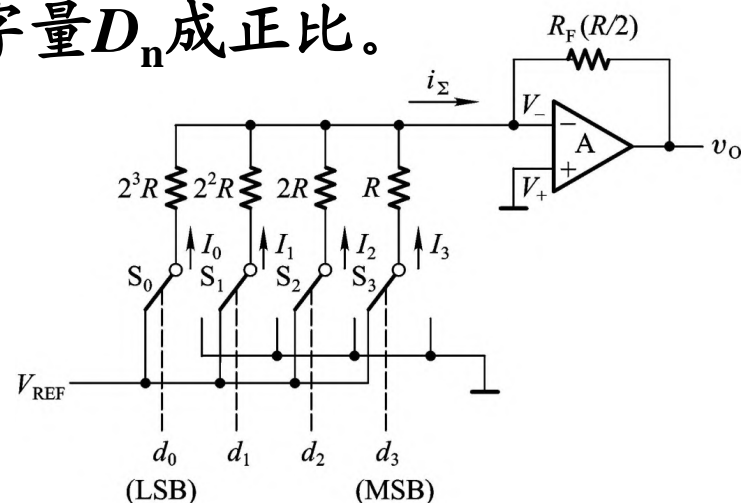 字量Dn成正比。
RF(R/2)
iΣ
V−
−
A
+
V+
vO
2³R 2²R 2R R
I0 I1 I2 I3
S0 S1 S2 S3
VREF
d0 d1 d2 d3
(LSB) (MSB)